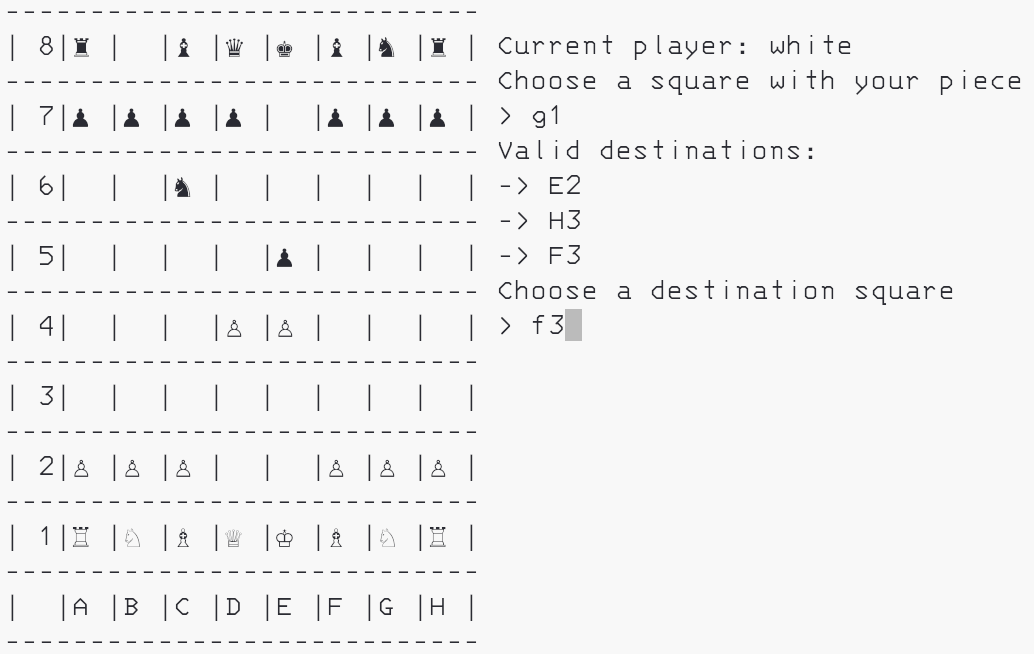 -----------------------------
| 8|♜ |  |♝ |♛ |♚ |♝ |♞ |♜ | Current player: white
----------------------------- Choose a square with your piece
| 7|♟ |♟ |♟ |♟ |  |♟ |♟ |♟ | > g1
----------------------------- Valid destinations:
| 6|  |  |♞ |  |  |  |  |  | -> E2
----------------------------- -> H3
| 5|  |  |  |  |♟ |  |  |  | -> F3
----------------------------- Choose a destination square
| 4|  |  |  |♙ |♙ |  |  |  | > f3
-----------------------------
| 3|  |  |  |  |  |  |  |  |
-----------------------------
| 2|♙ |♙ |♙ |  |  |♙ |♙ |♙ |
-----------------------------
| 1|♖ |♘ |♗ |♕ |♔ |♗ |♘ |♖ |
-----------------------------
|  |A |B |C |D |E |F |G |H |
-----------------------------